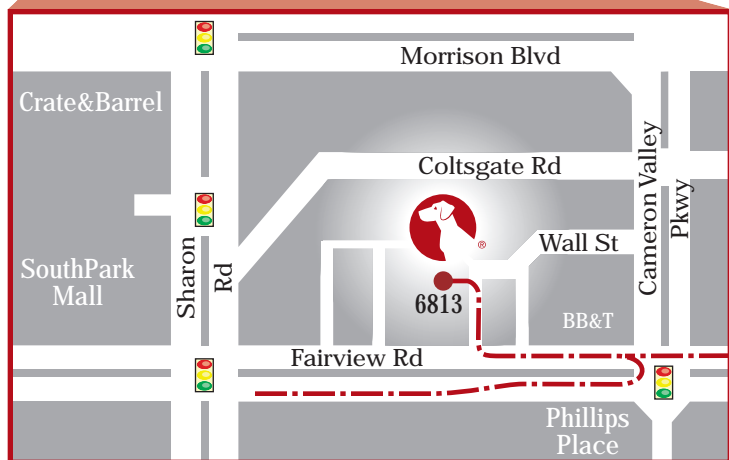 Morrison Blvd
Crate&Barrel
Coltsgate Rd
Cameron Valley
Pkwy
®
Wall St
SouthPark
Mall
Sharon
Rd
6813
BB&T
Fairview Rd
Phillips
Place